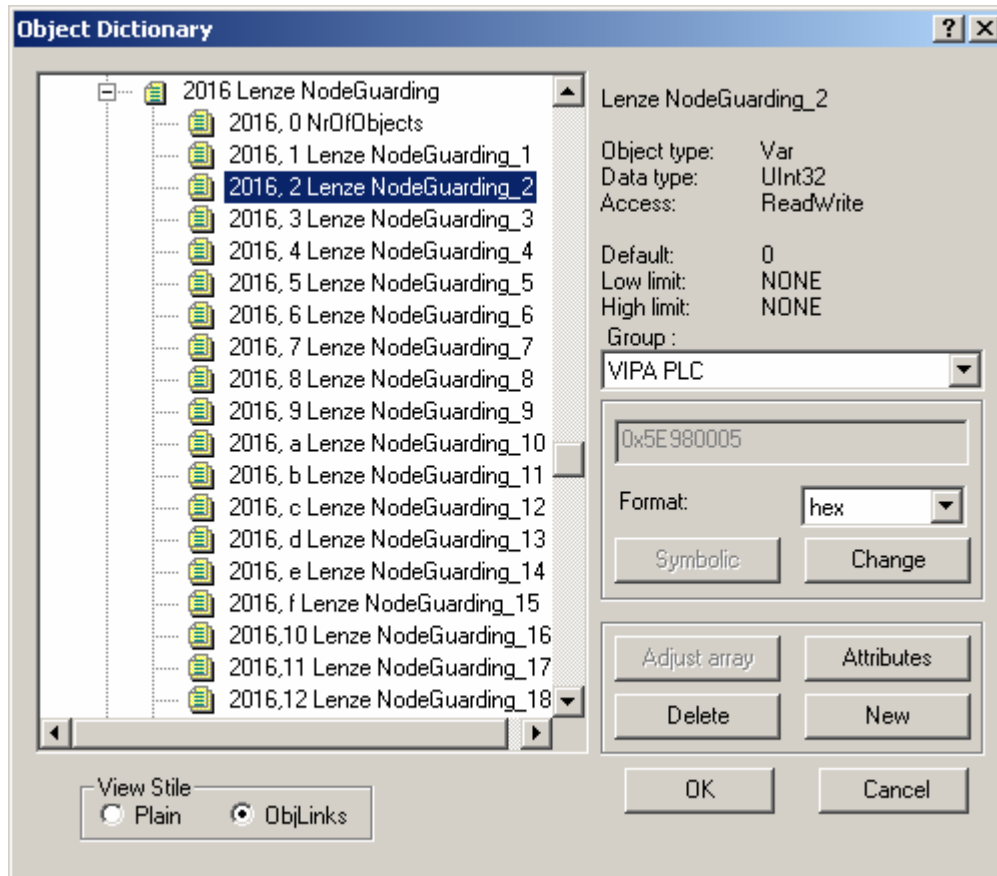 Object Dictionary
2016 Lenze NodeGuarding
2016, 0 NrOfObjects
2016, 1 Lenze NodeGuarding_1
2016, 2 Lenze NodeGuarding_2
2016, 3 Lenze NodeGuarding_3
2016, 4 Lenze NodeGuarding_4
2016, 5 Lenze NodeGuarding_5
2016, 6 Lenze NodeGuarding_6
2016, 7 Lenze NodeGuarding_7
2016, 8 Lenze NodeGuarding_8
2016, 9 Lenze NodeGuarding_9
2016, a Lenze NodeGuarding_10
2016, b Lenze NodeGuarding_11
2016, c Lenze NodeGuarding_12
2016, d Lenze NodeGuarding_13
2016, e Lenze NodeGuarding_14
2016, f Lenze NodeGuarding_15
2016,10 Lenze NodeGuarding_16
2016,11 Lenze NodeGuarding_17
2016,12 Lenze NodeGuarding_18
View Stile
Plain ObjLinks
Lenze NodeGuarding_2
Object type: Var
Data type: UInt32
Access: ReadWrite
Default: 0
Low limit: NONE
High limit: NONE
Group :
VIPA PLC
0x5E980005
Format: hex
Symbolic Change
Adjust array Attributes
Delete New
OK Cancel